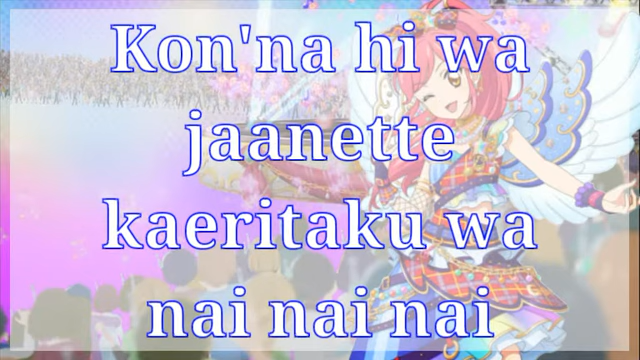 Kon'na hi wa
jaanette
kaeritaku wa
nai nai nai